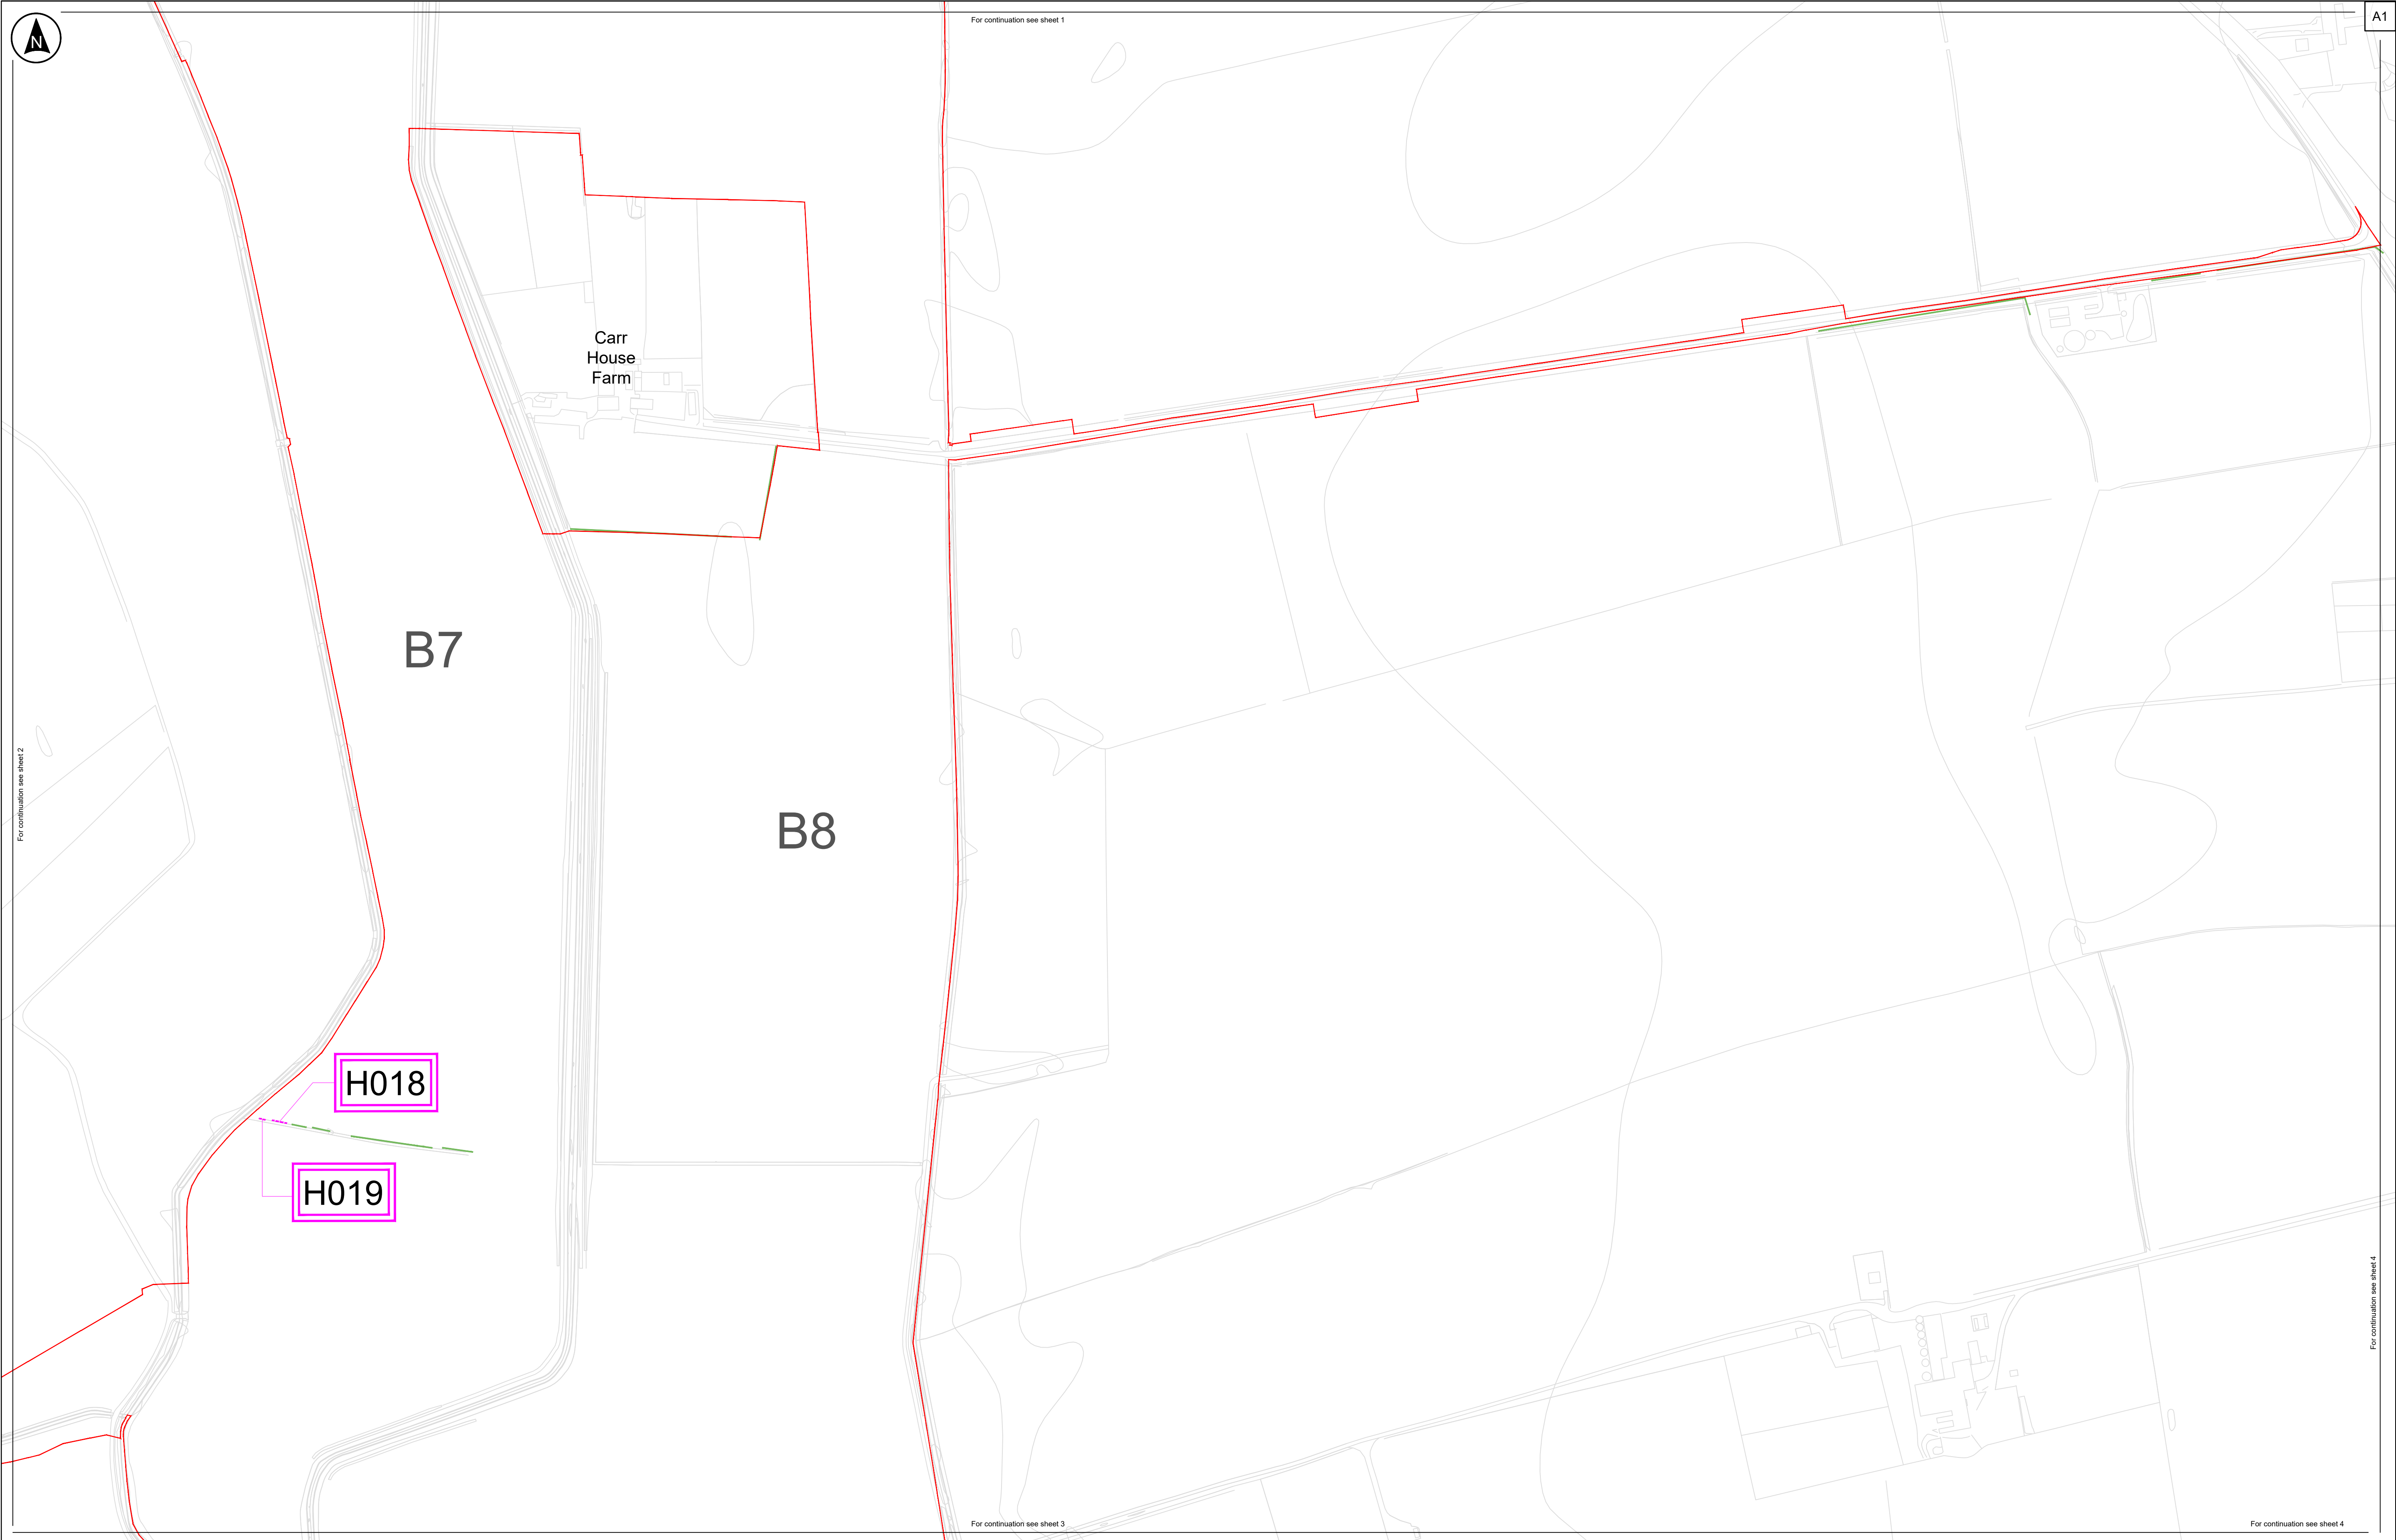 For continuation see sheet 1
A1
N
Carr
House
Farm
B7
For continuation see sheet 2
B8
H018
H019
For continuation see sheet 4
For continuation see sheet 3
For continuation see sheet 4